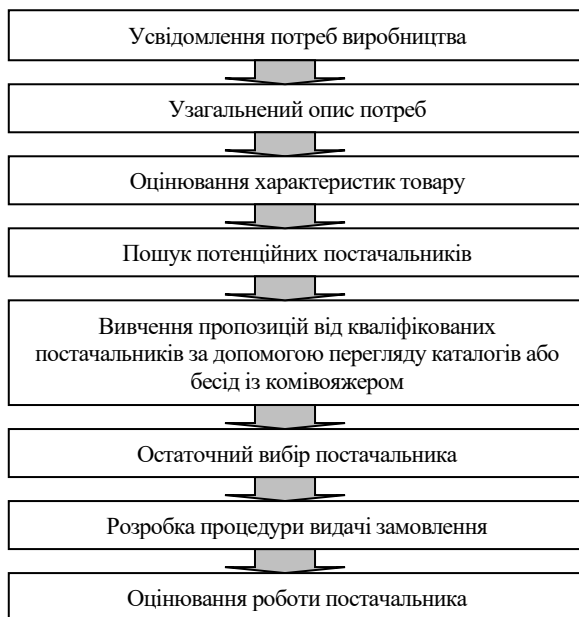 Усвідомлення потреб виробництва
Узагальнений опис потреб
Оцінювання характеристик товару
Пошук потенційних постачальників
Вивчення пропозицій від кваліфікованих
постачальників за допомогою перегляду каталогів або
бесід із комівояжером
Остаточний вибір постачальника
Розробка процедури видачі замовлення
Оцінювання роботи постачальника